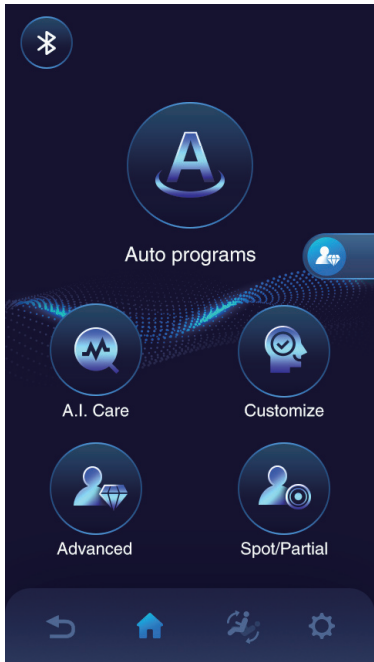 A
Auto programs
A.I. Care
Customize
Advanced
Spot/Partial